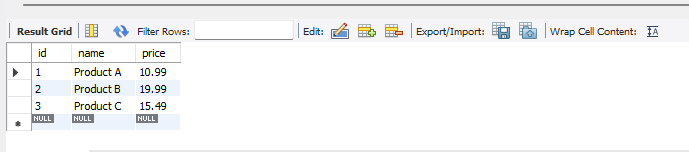 Result Grid Filter Rows: Edit: Export/Import: Wrap Cell Content:
id name price
1 Product A 10.99
2 Product B 19.99
3 Product C 15.49
NULL NULL NULL